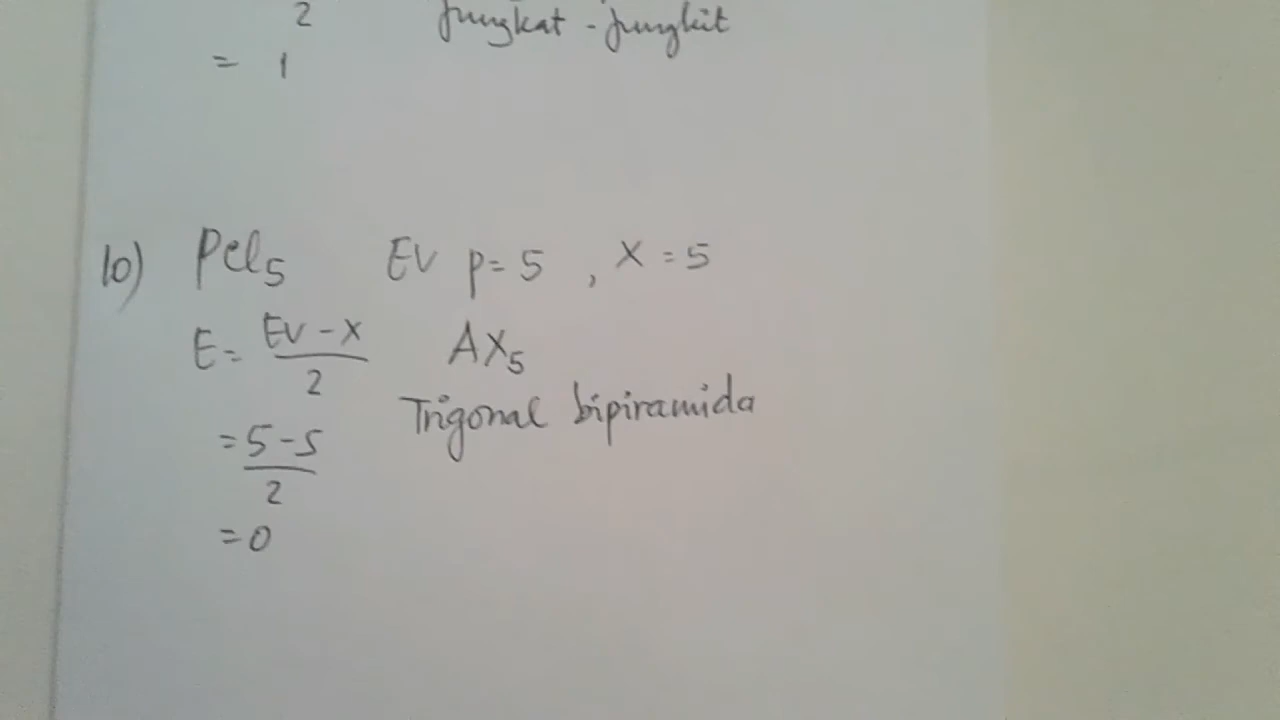 2 Jungkat - Jungkit
= 1
10) PCl5 EV p = 5 , X = 5
E = EV - X / 2 AX5
Trigonal bipiramida
= 5 - 5 / 2
= 0